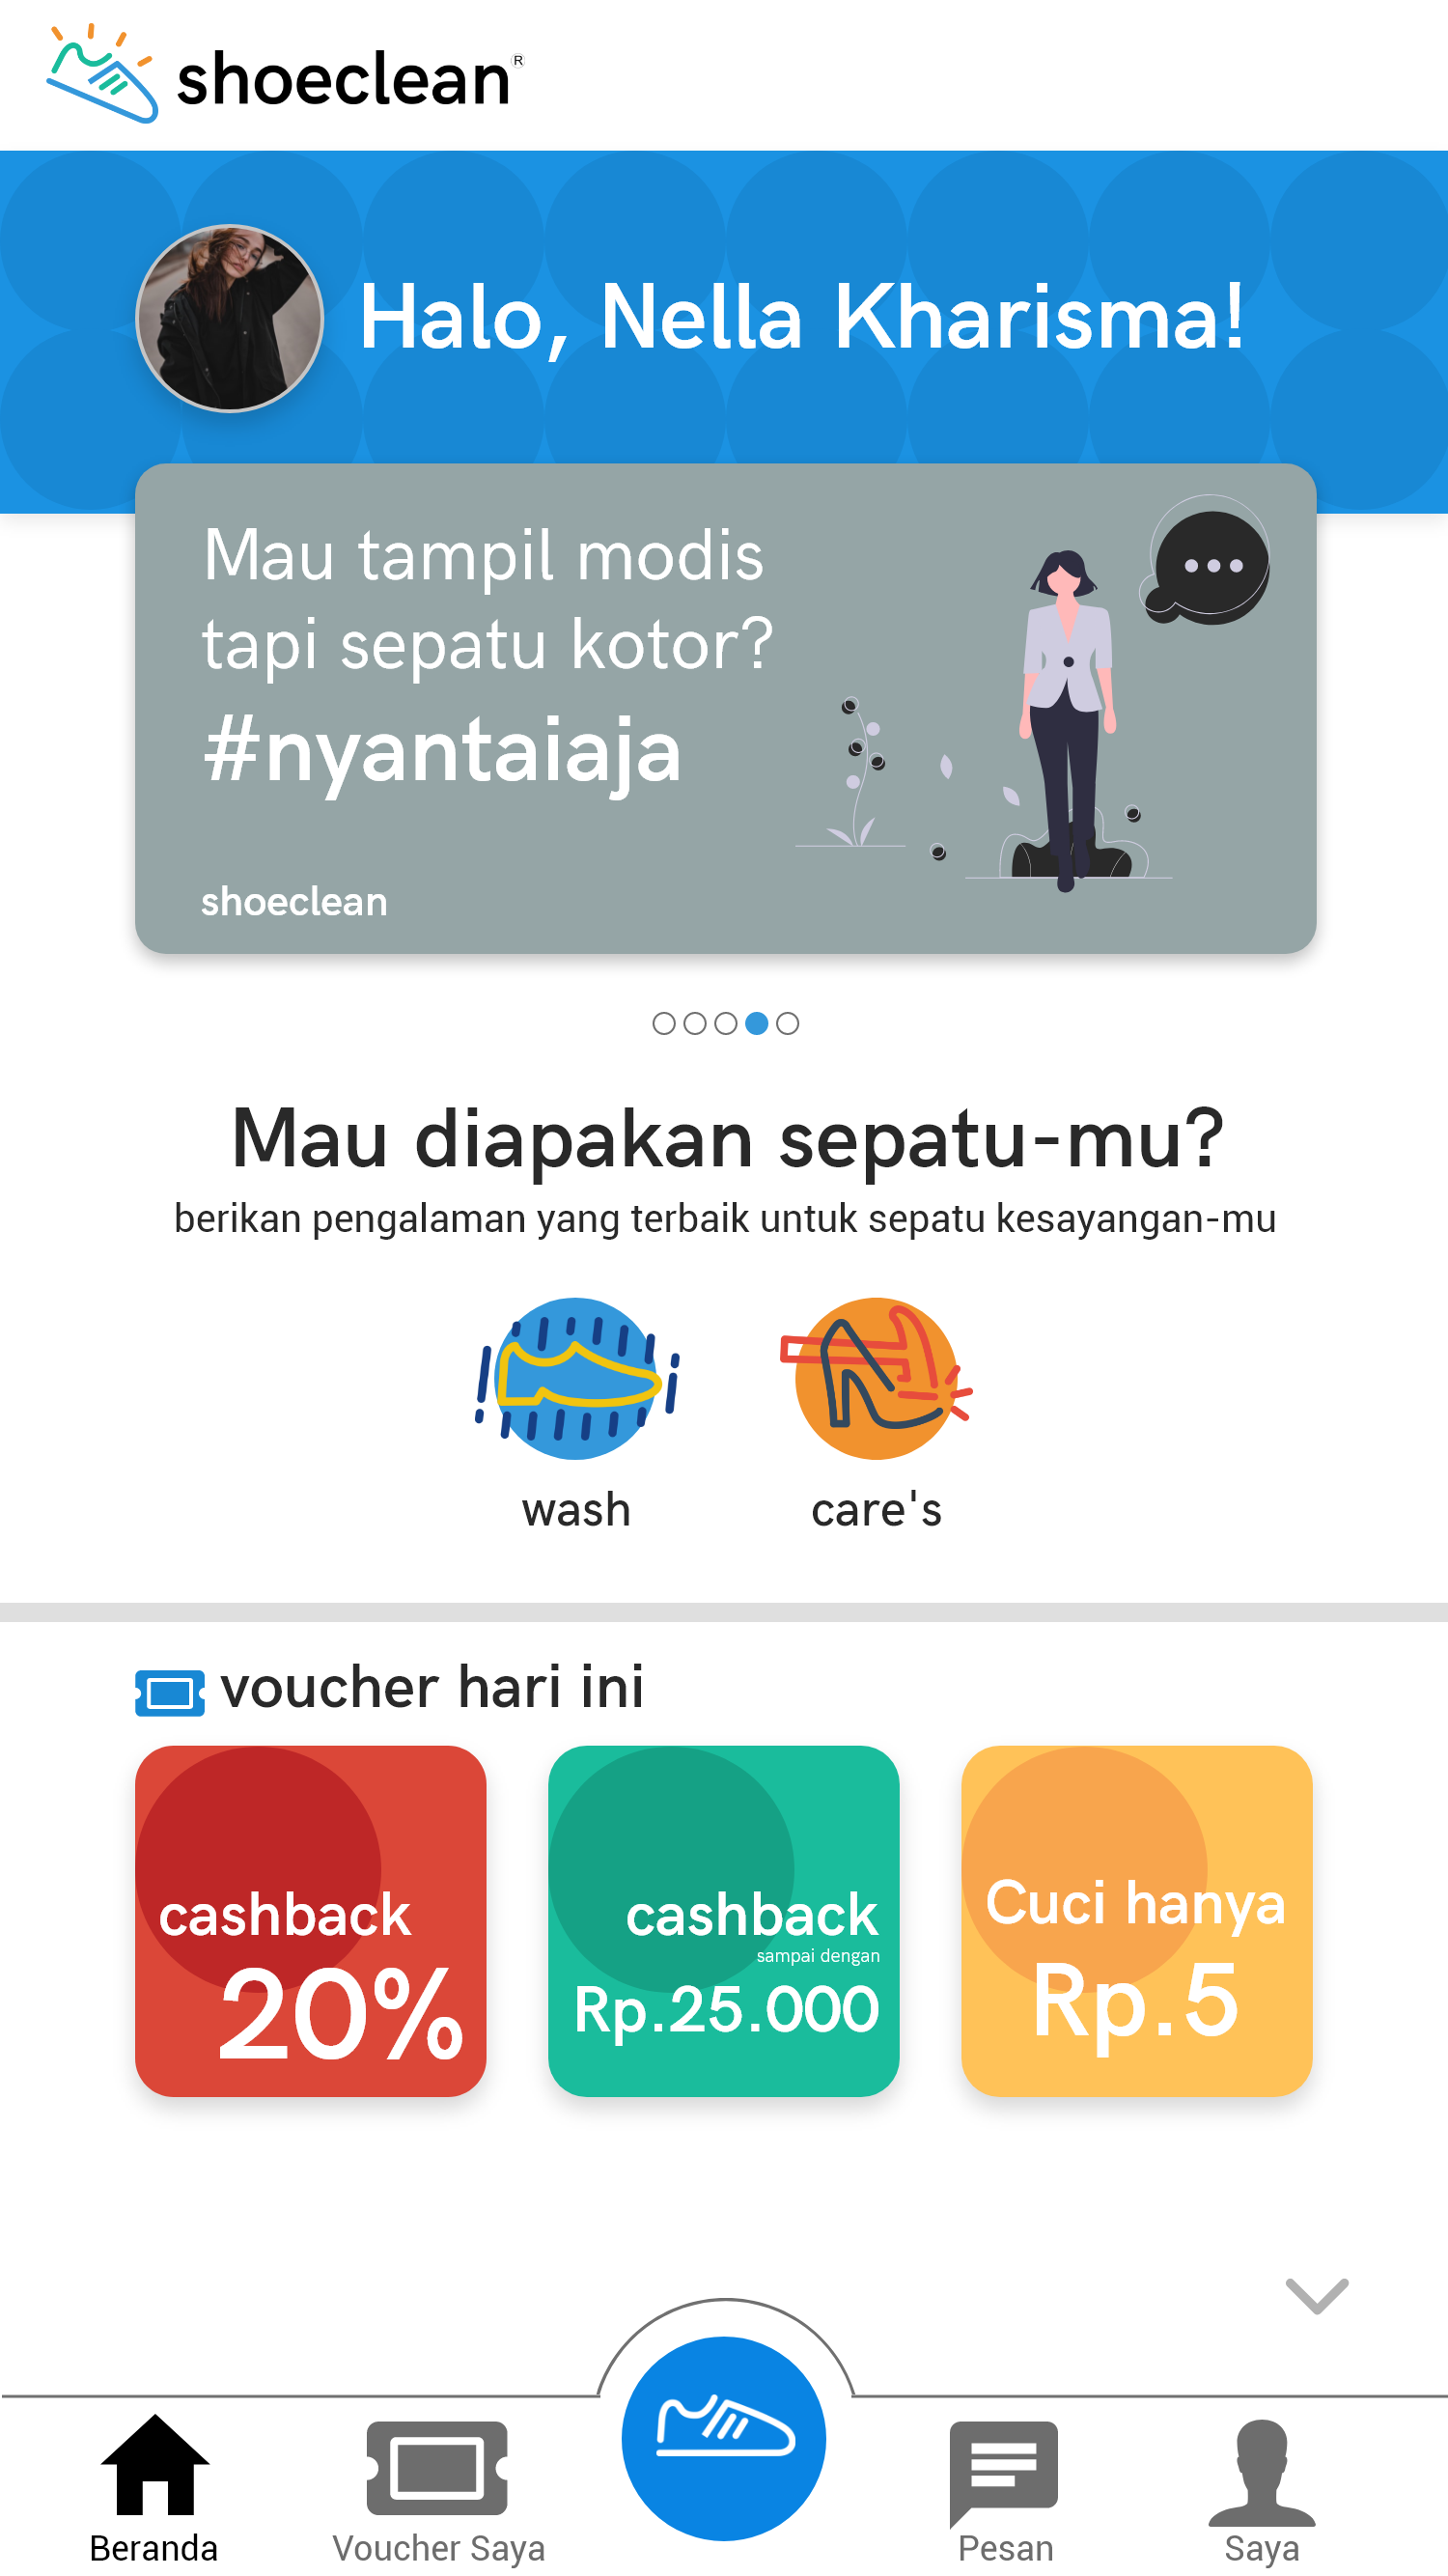 shoeclean®
Halo, Nella Kharisma!
Mau tampil modis
tapi sepatu kotor?
#nyantaiaja
shoeclean
Mau diapakan sepatu-mu?
berikan pengalaman yang terbaik untuk sepatu kesayangan-mu
wash
care's
voucher hari ini
cashback
20%
cashback
sampai dengan
Rp.25.000
Cuci hanya
Rp.5
Beranda
Voucher Saya
Pesan
Saya